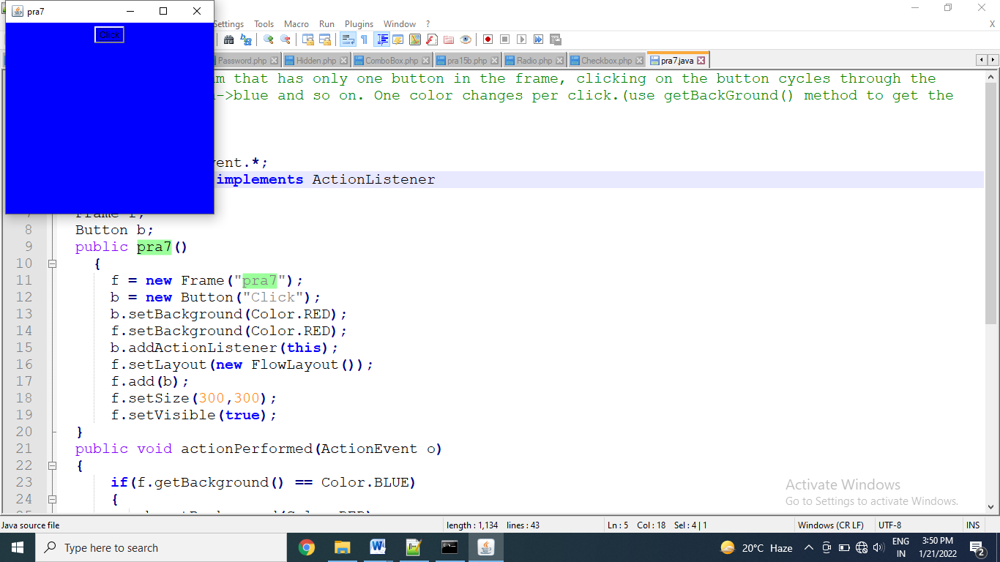 pra7
Click
Settings Tools Macro Run Plugins Window ? X
Password.php Hidden.php ComboBox.php pra15b.php Radio.php Checkbox.php pra7.java
that has only one button in the frame, clicking on the button cycles through the
->blue and so on. One color changes per click.(use getBackGround() method to get the
.*;
implements ActionListener
8 Button b;
9 public pra7()
10 {
11 f = new Frame("pra7");
12 b = new Button("Click");
13 b.setBackground(Color.RED);
14 f.setBackground(Color.RED);
15 b.addActionListener(this);
16 f.setLayout(new FlowLayout());
17 f.add(b);
18 f.setSize(300,300);
19 f.setVisible(true);
20 }
21 public void actionPerformed(ActionEvent o)
22 {
23 if(f.getBackground() == Color.BLUE)
24 {
Activate Windows
Go to Settings to activate Windows.
Java source file length : 1,134 lines : 43 Ln : 5 Col : 18 Sel : 4 | 1 Windows (CR LF) UTF-8 INS
Type here to search 20°C Haze ENG IN 3:50 PM 1/21/2022 2